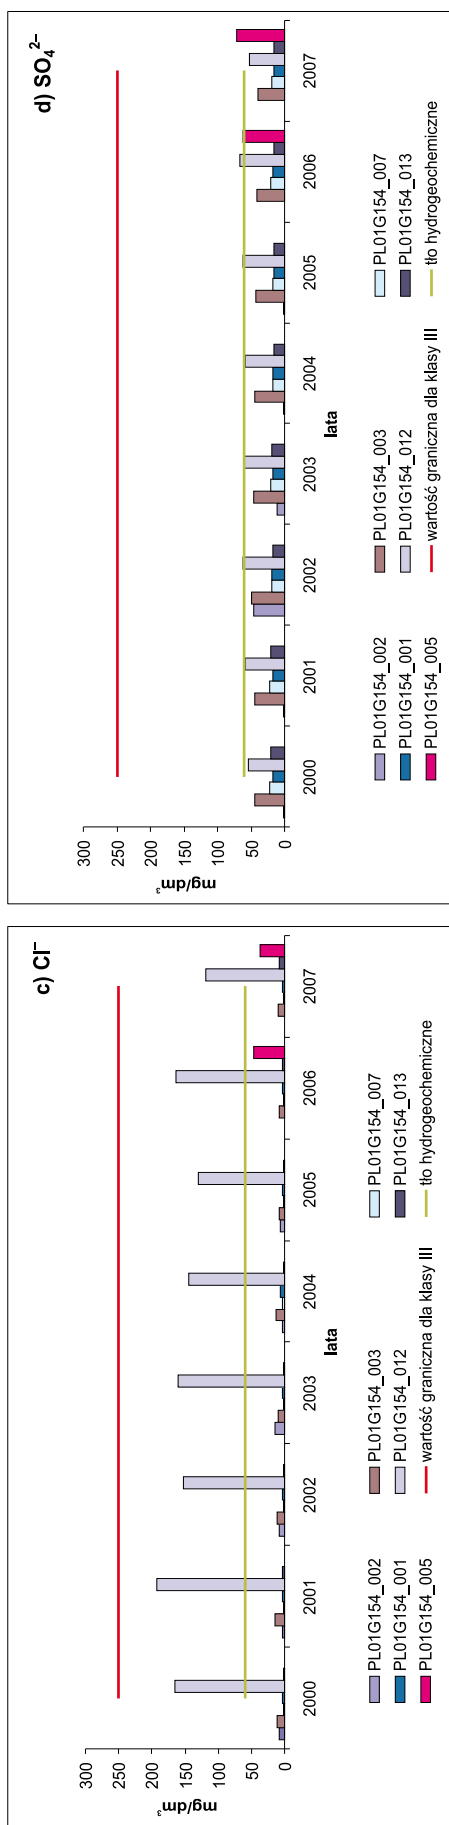 c) Cl⁻
mg/dm³
300
250
200
150
100
50
0
2000 2001 2002 2003 2004 2005 2006 2007
lata
PL01G154_002 PL01G154_003 PL01G154_007
PL01G154_001 PL01G154_012 PL01G154_013
PL01G154_005 wartość graniczna dla klasy III tło hydrogeochemiczne
d) SO₄²⁻
mg/dm³
300
250
200
150
100
50
0
2000 2001 2002 2003 2004 2005 2006 2007
lata
PL01G154_002 PL01G154_003 PL01G154_007
PL01G154_001 PL01G154_012 PL01G154_013
PL01G154_005 wartość graniczna dla klasy III tło hydrogeochemiczne